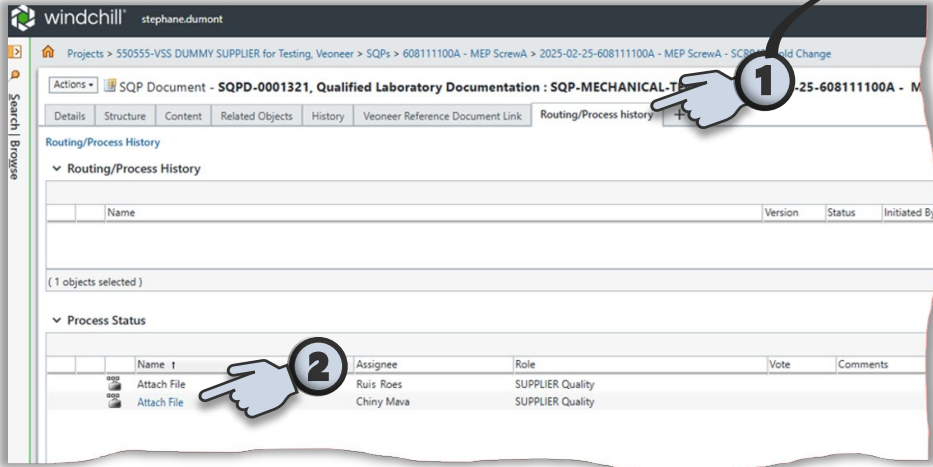 windchill® stephane.dumont
Projects > 550555-VSS DUMMY SUPPLIER for Testing, Veoneer > SQPs > 608111100A - MEP ScrewA > 2025-02-25-608111100A - MEP ScrewA - Change
Actions SQP Document - SQPD-0001321, Qualified Laboratory Documentation : SQP-MECHANICAL- -25-608111100A - M
1
Details Structure Content Related Objects History Veoneer Reference Document Link Routing/Process history +
Search | Browse
Routing/Process History
Routing/Process History
Name Version Status Initiated By
( 1 objects selected )
Process Status
Name ↑ Assignee Role Vote Comments
2
Attach File Ruis Roes SUPPLIER Quality
Attach File Chiny Mava SUPPLIER Quality